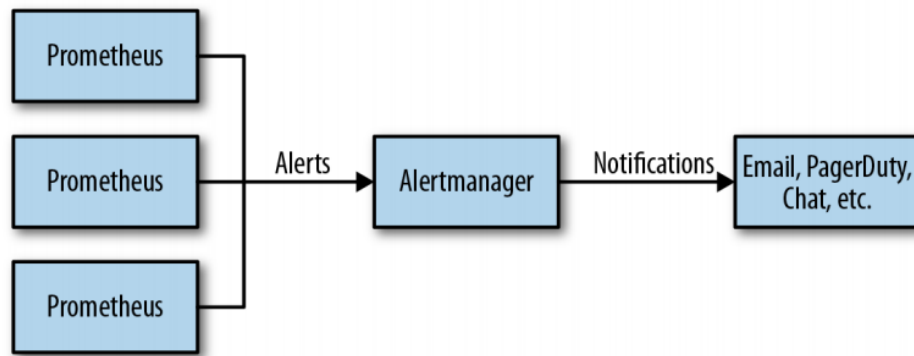 Prometheus
Prometheus
Prometheus
Alerts
Alertmanager
Notifications
Email, PagerDuty,
Chat, etc.